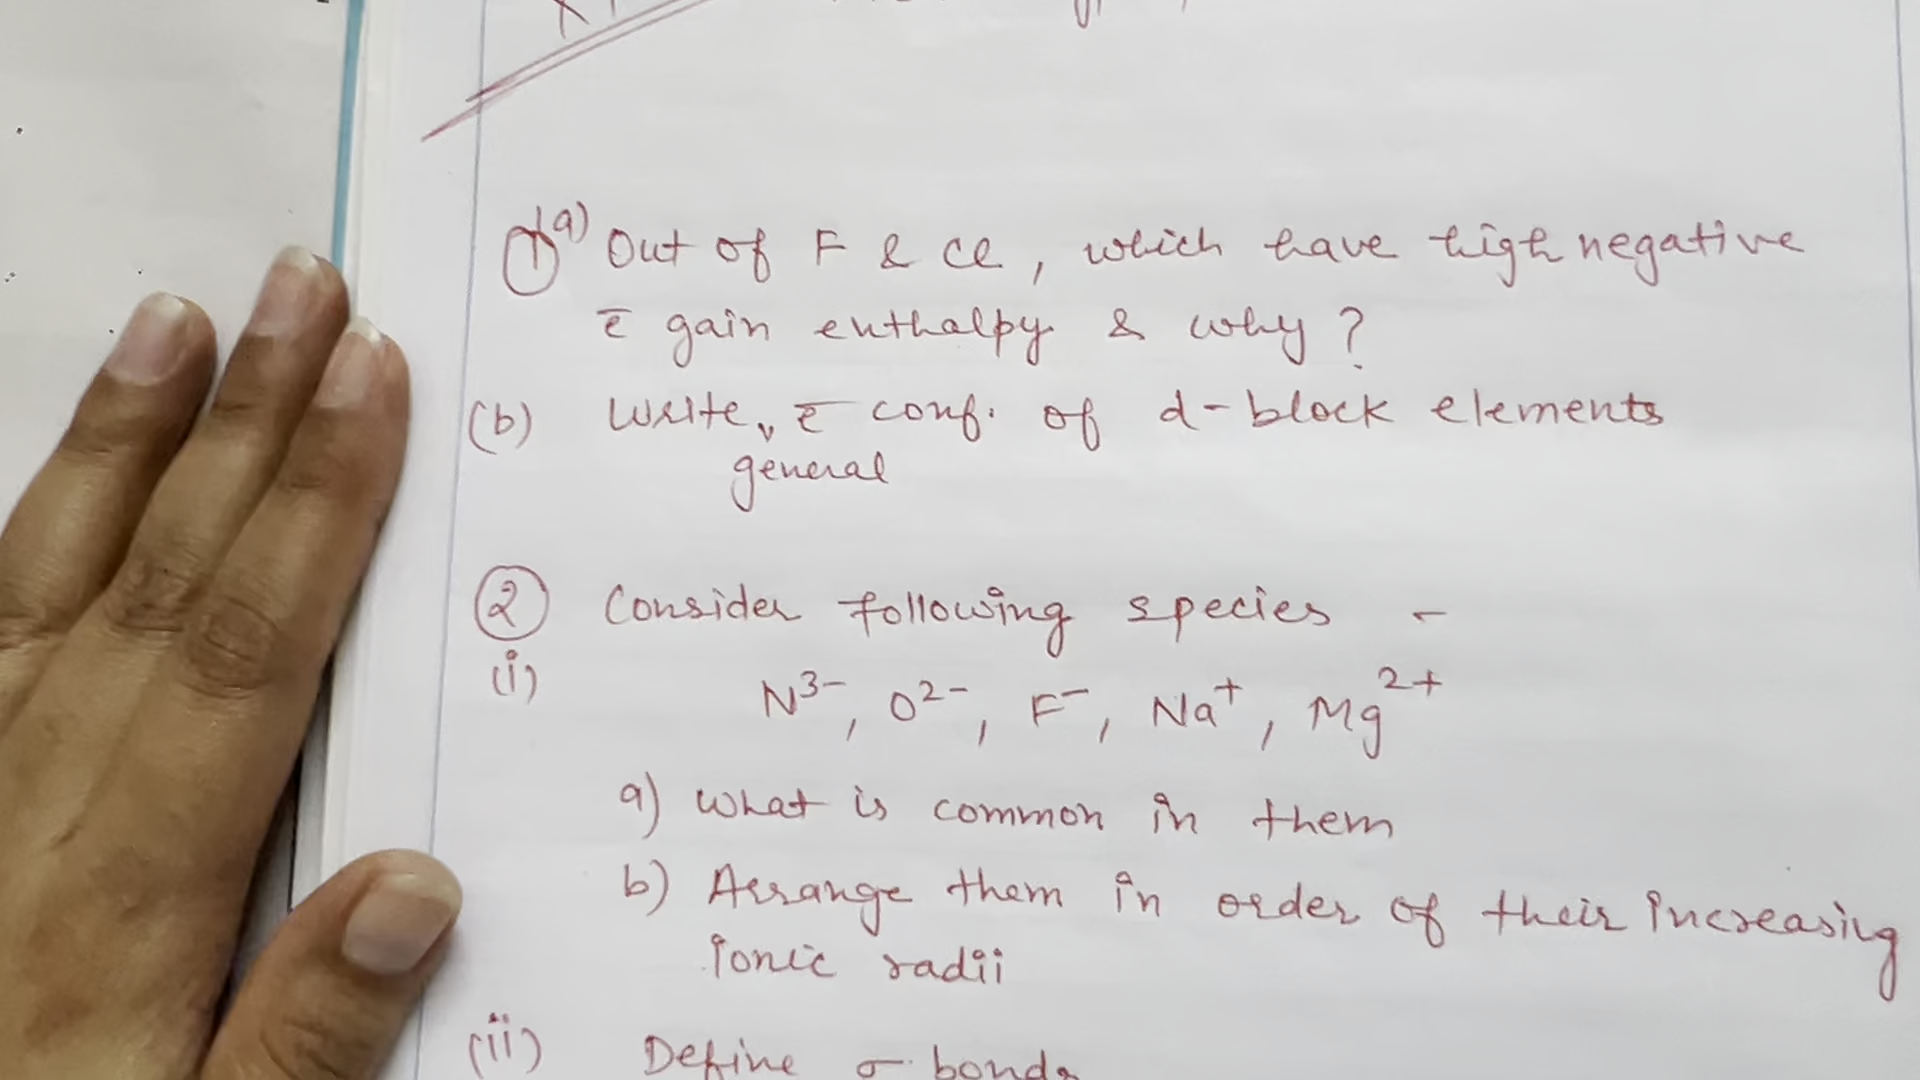 ① a) Out of F & Cl, which have high negative
ē gain enthalpy & why?
(b) Write ē conf. of d-block elements
general
② Consider following species -
(i) N³⁻, O²⁻, F⁻, Na⁺, Mg²⁺
a) What is common in them
b) Arrange them in order of their increasing
ionic radii
(ii) Define σ bonds